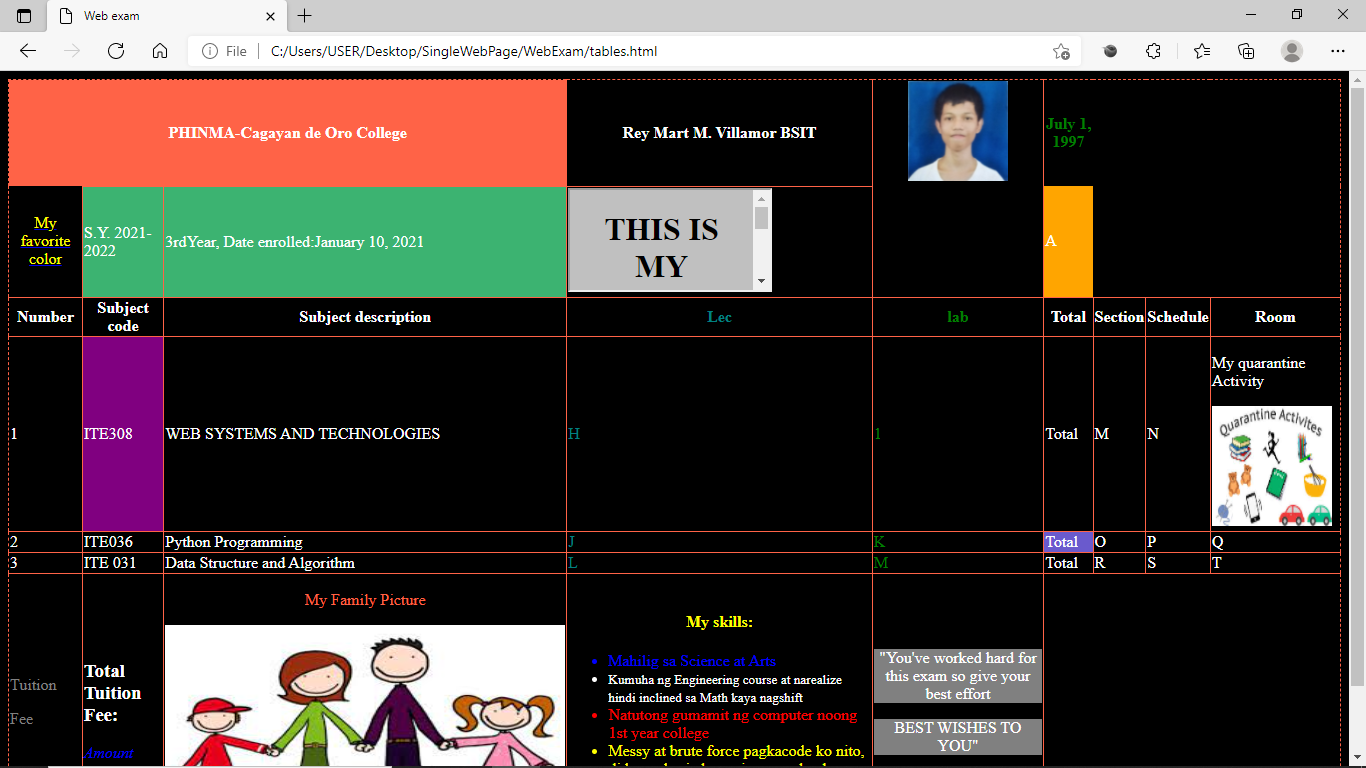 Web exam
File
C:/Users/USER/Desktop/SingleWebPage/WebExam/tables.html
PHINMA-Cagayan de Oro College
Rey Mart M. Villamor BSIT
July 1,
1997
My
favorite
color
S.Y. 2021-
2022
3rdYear, Date enrolled:January 10, 2021
THIS IS
MY
A
Number
Subject
code
Subject description
Lec
lab
Total
Section
Schedule
Room
1
ITE308
WEB SYSTEMS AND TECHNOLOGIES
H
1
Total
M
N
My quarantine
Activity
Quarantine Activites
2
ITE036
Python Programming
J
K
Total
O
P
Q
3
ITE 031
Data Structure and Algorithm
L
M
Total
R
S
T
Tuition
Fee
Total
Tuition
Fee:
Amount
My Family Picture
My skills:
Mahilig sa Science at Arts
Kumuha ng Engineering course at narealize
hindi inclined sa Math kaya nagshift
Natutong gumamit ng computer noong
1st year college
Messy at brute force pagkacode ko nito,
"You've worked hard for
this exam so give your
best effort
BEST WISHES TO
YOU"